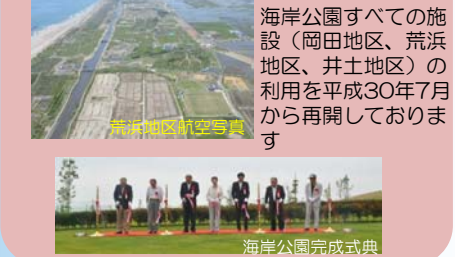 海岸公園すべての施
設（岡田地区、荒浜
地区、井土地区）の
利用を平成30年7月
から再開しておりま
す
荒浜地区航空写真
海岸公園完成式典